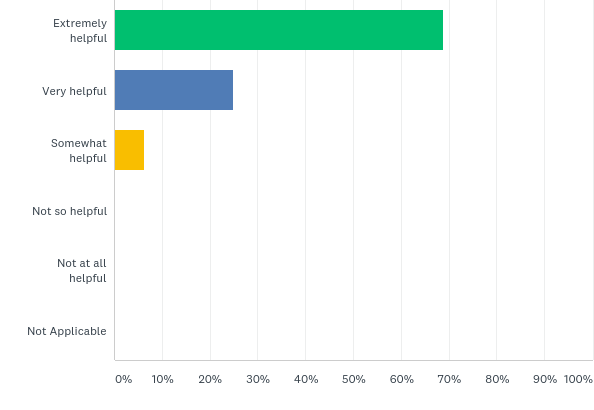 Extremely
helpful
Very helpful
Somewhat
helpful
Not so helpful
Not at all
helpful
Not Applicable
0% 10% 20% 30% 40% 50% 60% 70% 80% 90% 100%